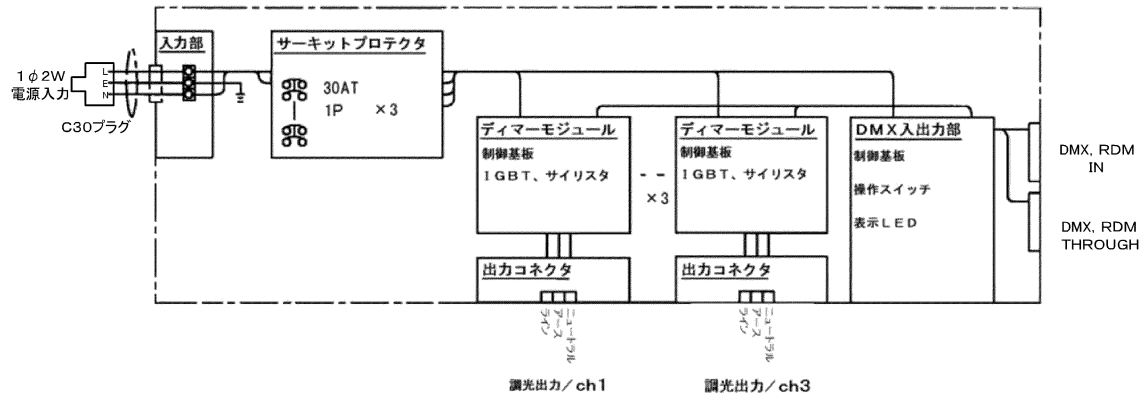 入力部
1φ2W
電源入力
L
E
N
C30プラグ
サーキットプロテクタ
30AT
1P ×3
ディマーモジュール
制御基板
IGBT、サイリスタ
×3
ディマーモジュール
制御基板
IGBT、サイリスタ
DMX入出力部
制御基板
操作スイッチ
表示LED
DMX, RDM
IN
DMX, RDM
THROUGH
出力コネクタ
ニュートラル
アース
ライン
調光出力/ch1
出力コネクタ
ニュートラル
アース
ライン
調光出力/ch3